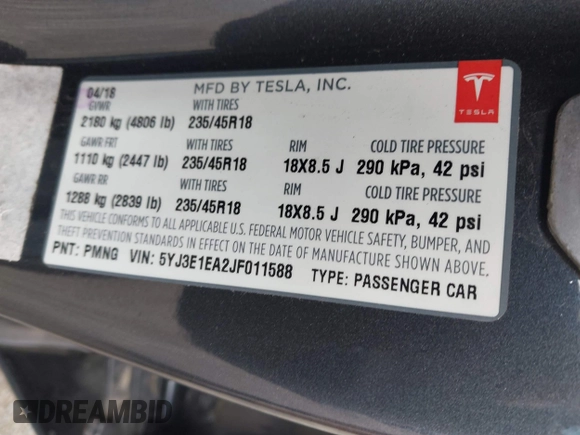 MFD BY TESLA, INC.
TESLA
04/18
GVWR WITH TIRES
2180 kg (4806 lb) 235/45R18
GAWR FRT WITH TIRES RIM COLD TIRE PRESSURE
1110 kg (2447 lb) 235/45R18 18X8.5 J 290 kPa, 42 psi
GAWR RR WITH TIRES RIM COLD TIRE PRESSURE
1288 kg (2839 lb) 235/45R18 18X8.5 J 290 kPa, 42 psi
THIS VEHICLE CONFORMS TO ALL APPLICABLE U.S. FEDERAL MOTOR VEHICLE SAFETY, BUMPER, AND
THEFT PREVENTION STANDARDS IN EFFECT ON THE DATE OF MANUFACTURE SHOWN ABOVE.
PNT: PMNG VIN: 5YJ3E1EA2JF011588 TYPE: PASSENGER CAR
DREAMBID